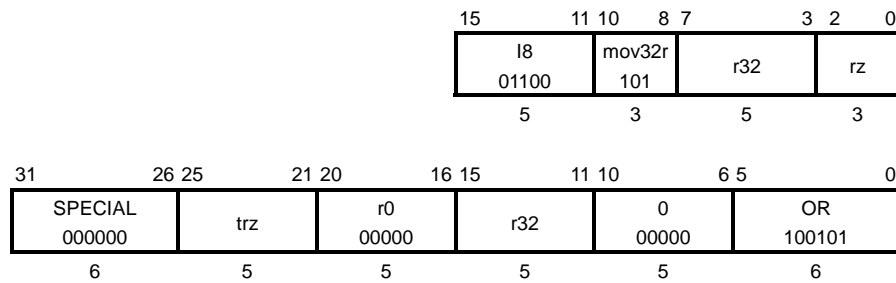 15 11 10 8 7 3 2 0
I8 mov32r r32 rz
01100 101
5 3 5 3
31 26 25 21 20 16 15 11 10 6 5 0
SPECIAL trz r0 r32 0 OR
000000 00000 00000 100101
6 5 5 5 5 6